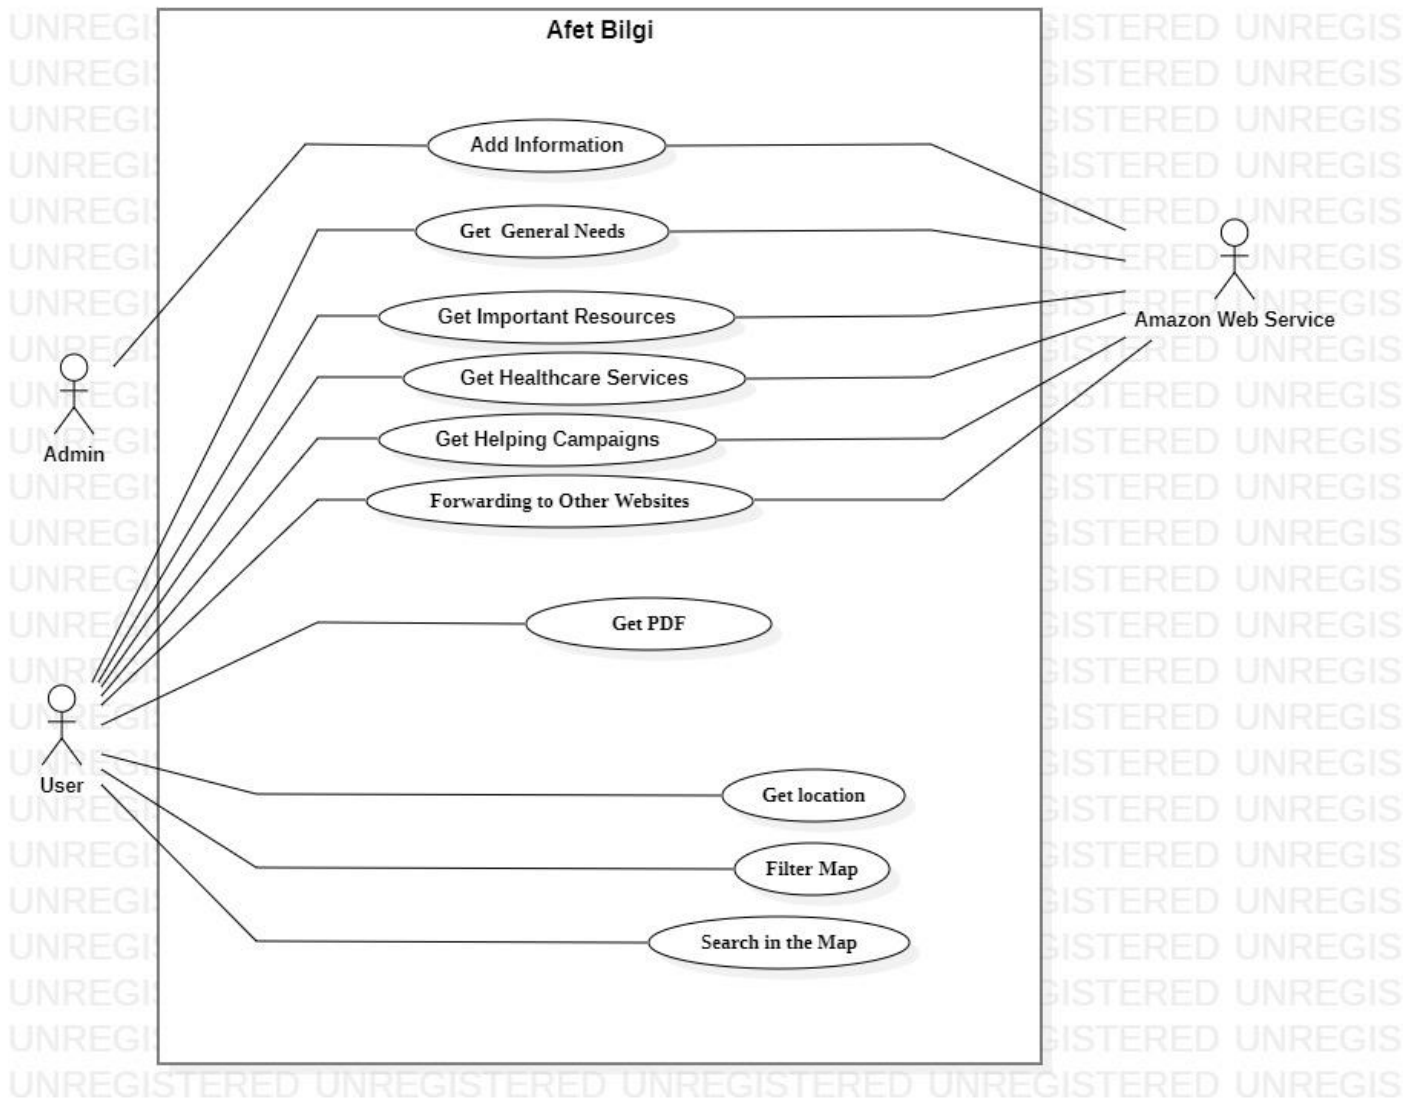 Afet Bilgi
Add Information
Get General Needs
Get Important Resources
Amazon Web Service
Get Healthcare Services
Admin
Get Helping Campaigns
Forwarding to Other Websites
Get PDF
User
Get location
Filter Map
Search in the Map
UNREGISTERED UNREGISTERED UNREGISTERED UNREGISTERED UNREGIS